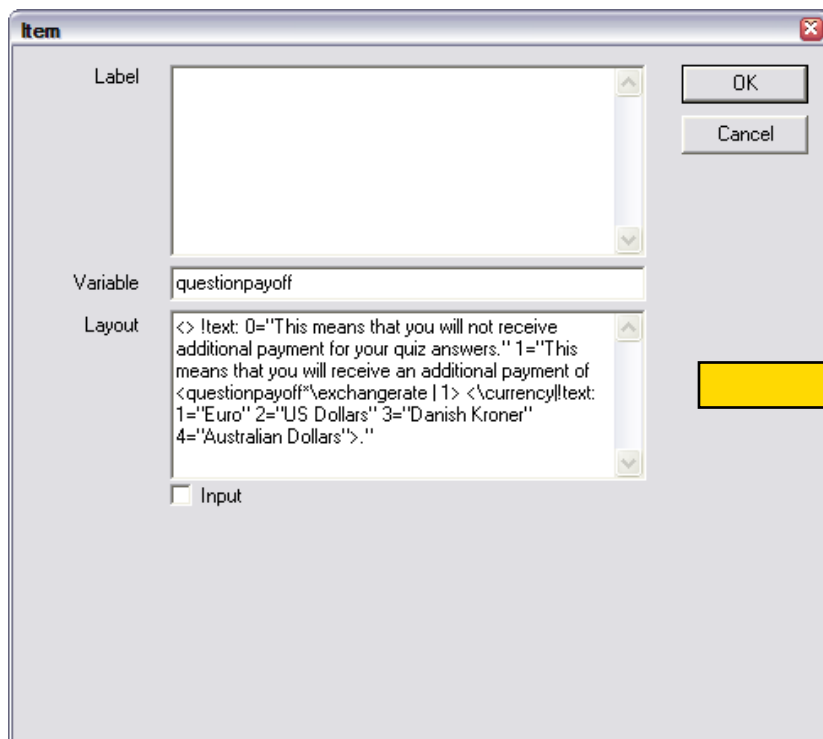 Item
Label
OK
Cancel
Variable
questionpayoff
Layout
<> !text: 0="This means that you will not receive
additional payment for your quiz answers." 1="This
means that you will receive an additional payment of
<questionpayoff*\exchangerate | 1> <\currency|!text:
1="Euro" 2="US Dollars" 3="Danish Kroner"
4="Australian Dollars">."
Input